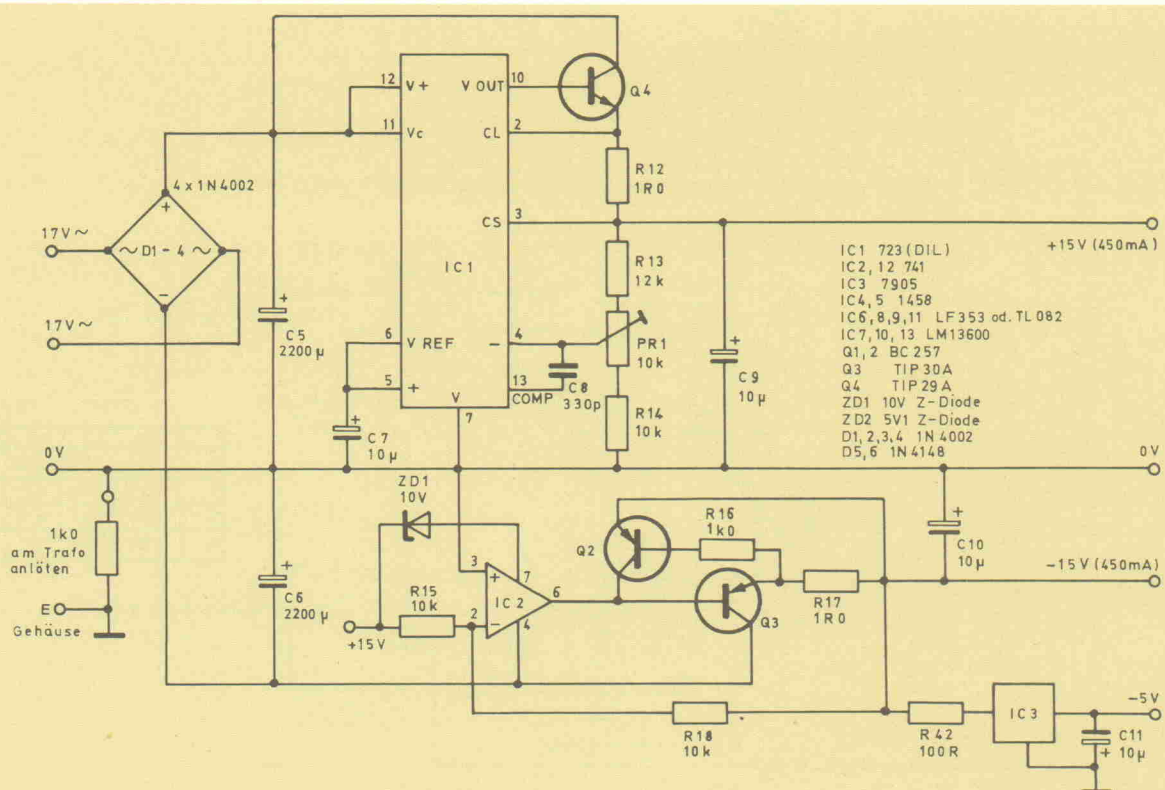 12
V+
V OUT
10
Q4
11
Vc
CL
2
4 x 1N4002
+
R12
1R0
17V~
~ D1-4 ~
CS
3
+15V (450mA)
−
IC1
R13
12k
17V~
+
C5
2200µ
6
V REF
−
4
PR1
10k
5
+
13
COMP
C8
330p
+
C9
10µ
V
7
+
C7
10µ
R14
10k
IC1 723 (DIL)
IC2, 12 741
IC3 7905
IC4, 5 1458
IC6, 8, 9, 11 LF353 od. TL082
IC7, 10, 13 LM13600
Q1, 2 BC257
Q3 TIP30A
Q4 TIP29A
ZD1 10V Z-Diode
ZD2 5V1 Z-Diode
D1, 2, 3, 4 1N4002
D5, 6 1N4148
0V
0V
ZD1
10V
R16
1k0
1k0
am Trafo
anlöten
Q2
+
C10
10µ
3
+
7
IC2
6
−15V (450mA)
+
C6
2200µ
R15
10k
2
−
4
Q3
R17
1R0
E
Gehäuse
+15V
R18
10k
R42
100R
IC3
−5V
C11
10µ
+